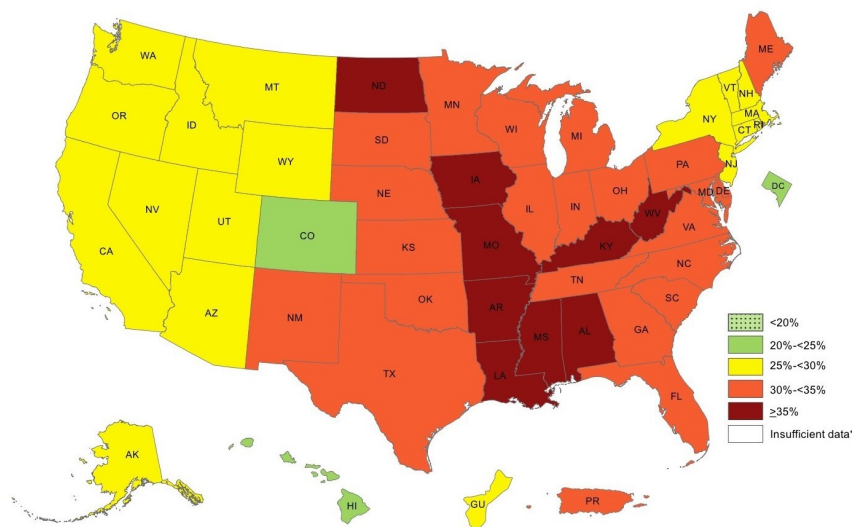 WA
MT
ND
MN
ME
OR
ID
WY
SD
WI
MI
NY
VT
NH
MA
CT
RI
NV
UT
CO
NE
IA
IL
IN
OH
PA
NJ
MD
DE
DC
CA
AZ
NM
KS
MO
KY
WV
VA
OK
AR
TN
NC
SC
TX
LA
MS
AL
GA
FL
AK
HI
GU
PR
<20%
20%-<25%
25%-<30%
30%-<35%
≥35%
Insufficient data*